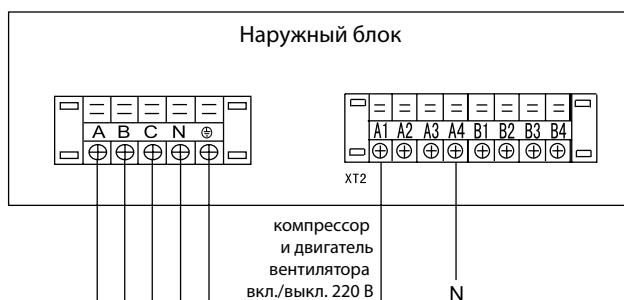 Наружный блок
A B C N ⏚
A1 A2 A3 A4 B1 B2 B3 B4
XT2
компрессор
и двигатель
вентилятора
вкл./выкл. 220 В
N